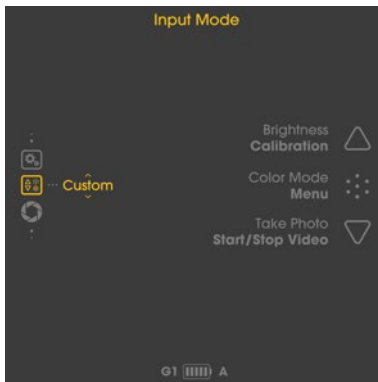 Input Mode
Brightness
Calibration
Custom
Color Mode
Menu
Take Photo
Start/Stop Video
G1 A